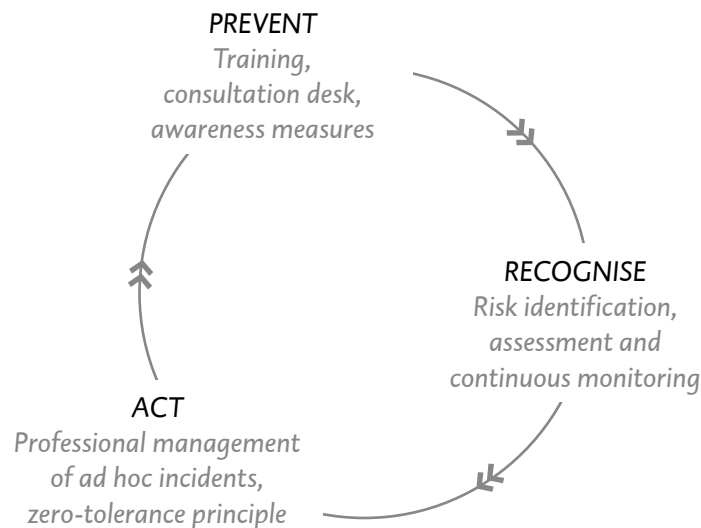 PREVENT
Training,
consultation desk,
awareness measures
RECOGNISE
Risk identification,
assessment and
continuous monitoring
ACT
Professional management
of ad hoc incidents,
zero-tolerance principle